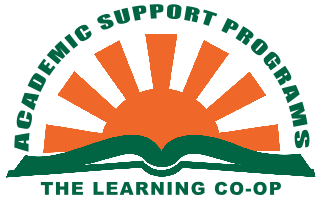 ACADEMIC SUPPORT PROGRAMS
THE LEARNING CO-OP